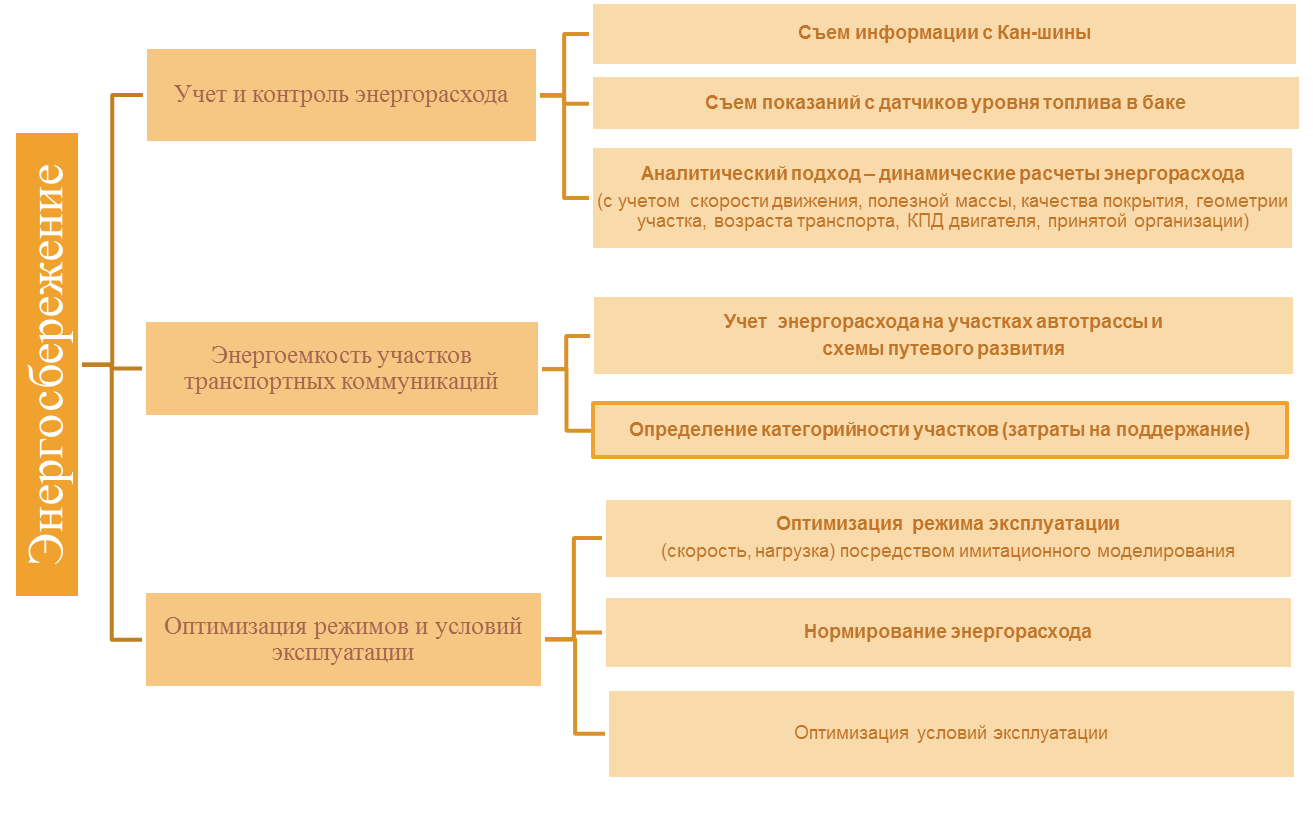 Энергосбережение
Учет и контроль энергорасхода
Съем информации с Кан-шины
Съем показаний с датчиков уровня топлива в баке
Аналитический подход – динамические расчеты энергорасхода
(с учетом скорости движения, полезной массы, качества покрытия, геометрии
участка, возраста транспорта, КПД двигателя, принятой организации)
Энергоемкость участков
транспортных коммуникаций
Учет энергорасхода на участках автотрассы и
схемы путевого развития
Определение категорийности участков (затраты на поддержание)
Оптимизация режимов и условий
эксплуатации
Оптимизация режима эксплуатации
(скорость, нагрузка) посредством имитационного моделирования
Нормирование энергорасхода
Оптимизация условий эксплуатации